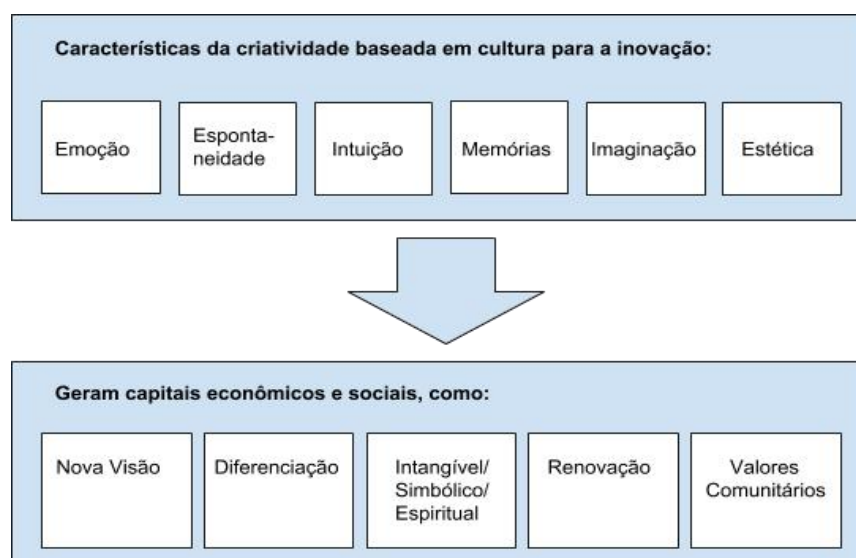 Características da criatividade baseada em cultura para a inovação:
Emoção
Esponta-
neidade
Intuição
Memórias
Imaginação
Estética
Geram capitais econômicos e sociais, como:
Nova Visão
Diferenciação
Intangível/
Simbólico/
Espiritual
Renovação
Valores
Comunitários